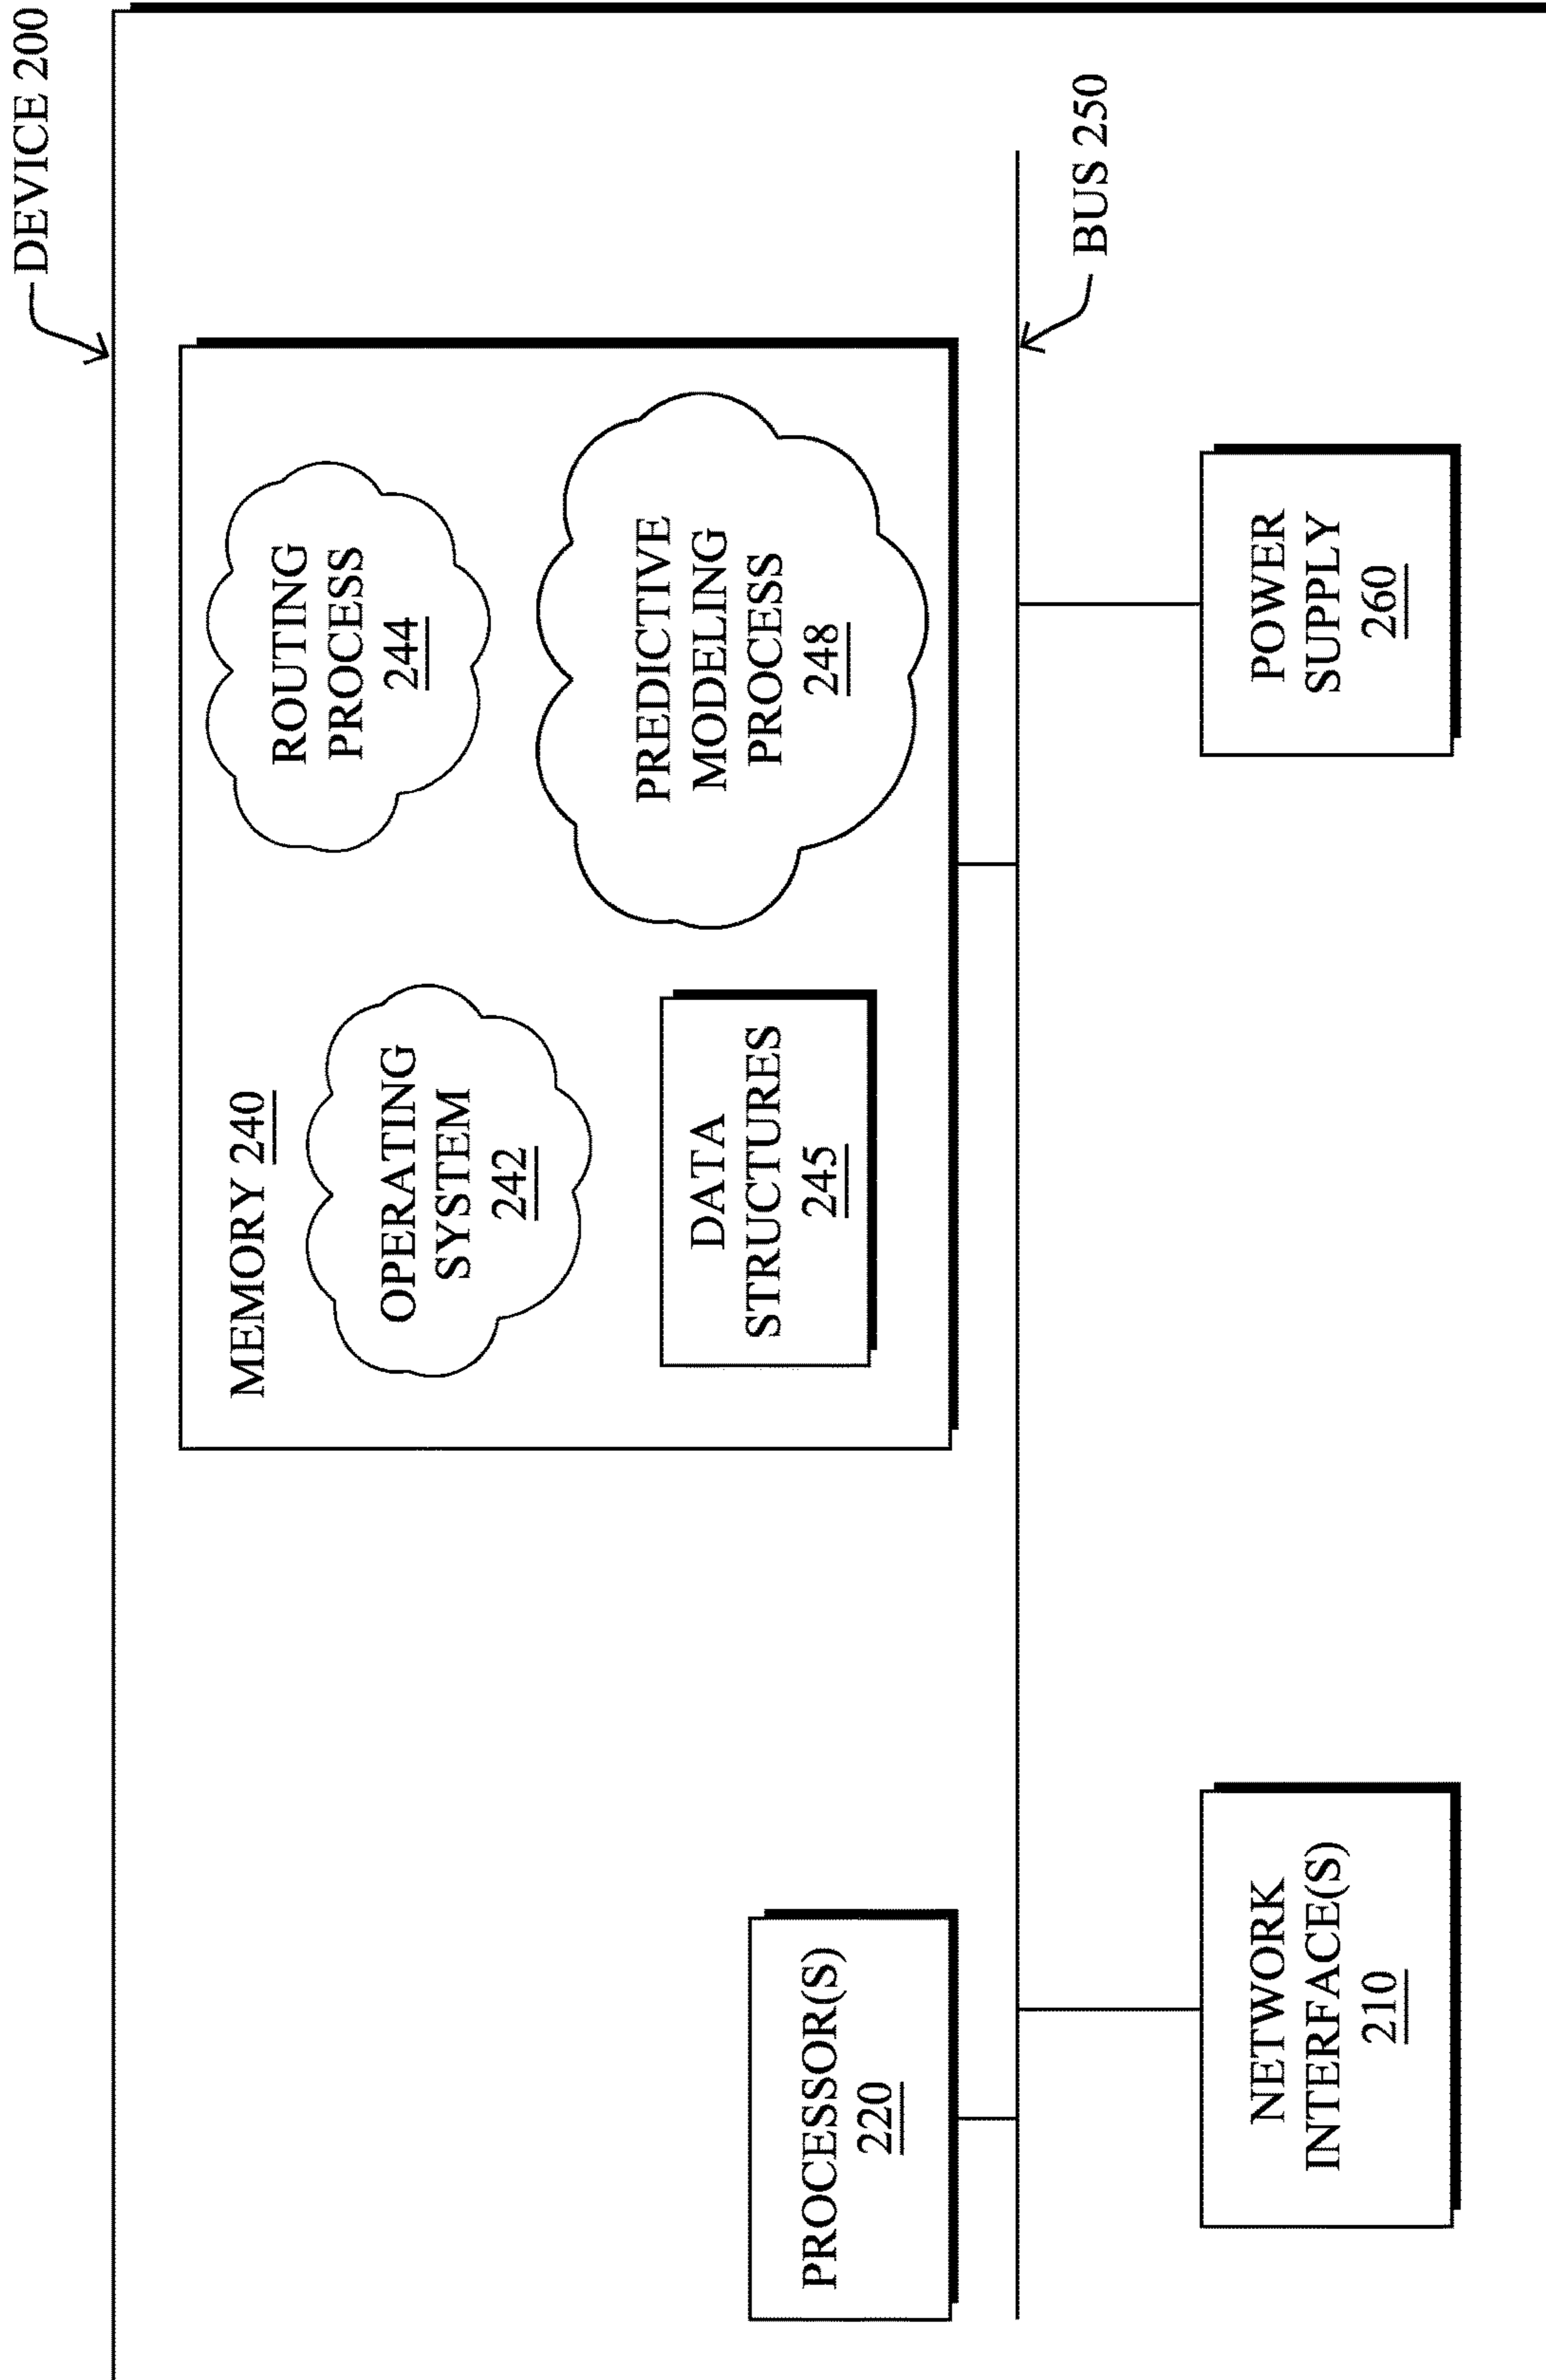 DEVICE 200
MEMORY 240
ROUTING
PROCESS
244
OPERATING
SYSTEM
242
PREDICTIVE
MODELING
PROCESS
248
DATA
STRUCTURES
245
PROCESSOR(S)
220
BUS 250
NETWORK
INTERFACE(S)
210
POWER
SUPPLY
260